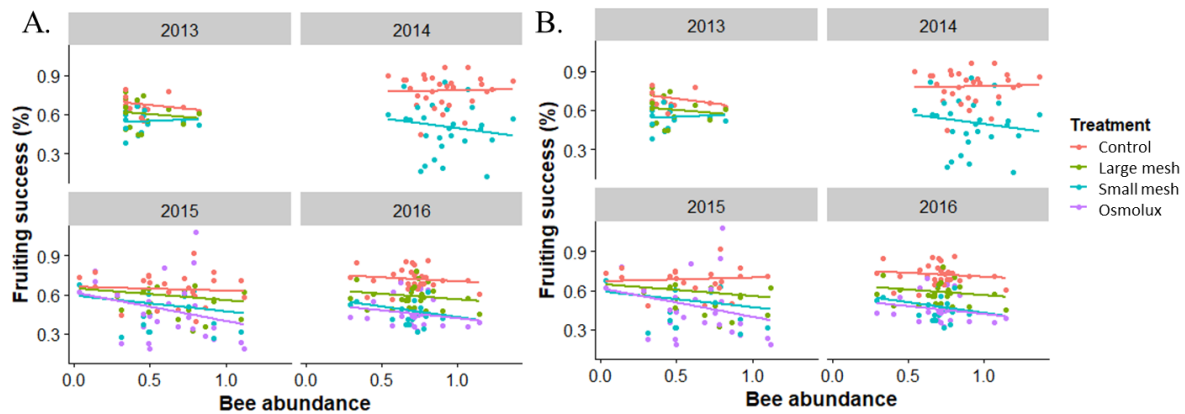 A.
B.
2013 2014 2013 2014
0.9 0.9
0.6 0.6
0.3 0.3
2015 2016 2015 2016
0.9 0.9
0.6 0.6
0.3 0.3
0.0 0.5 1.0 0.0 0.5 1.0 0.0 0.5 1.0 0.0 0.5 1.0
Fruiting success (%)
Bee abundance
Fruiting success (%)
Bee abundance
Treatment
Control
Large mesh
Small mesh
Osmolux